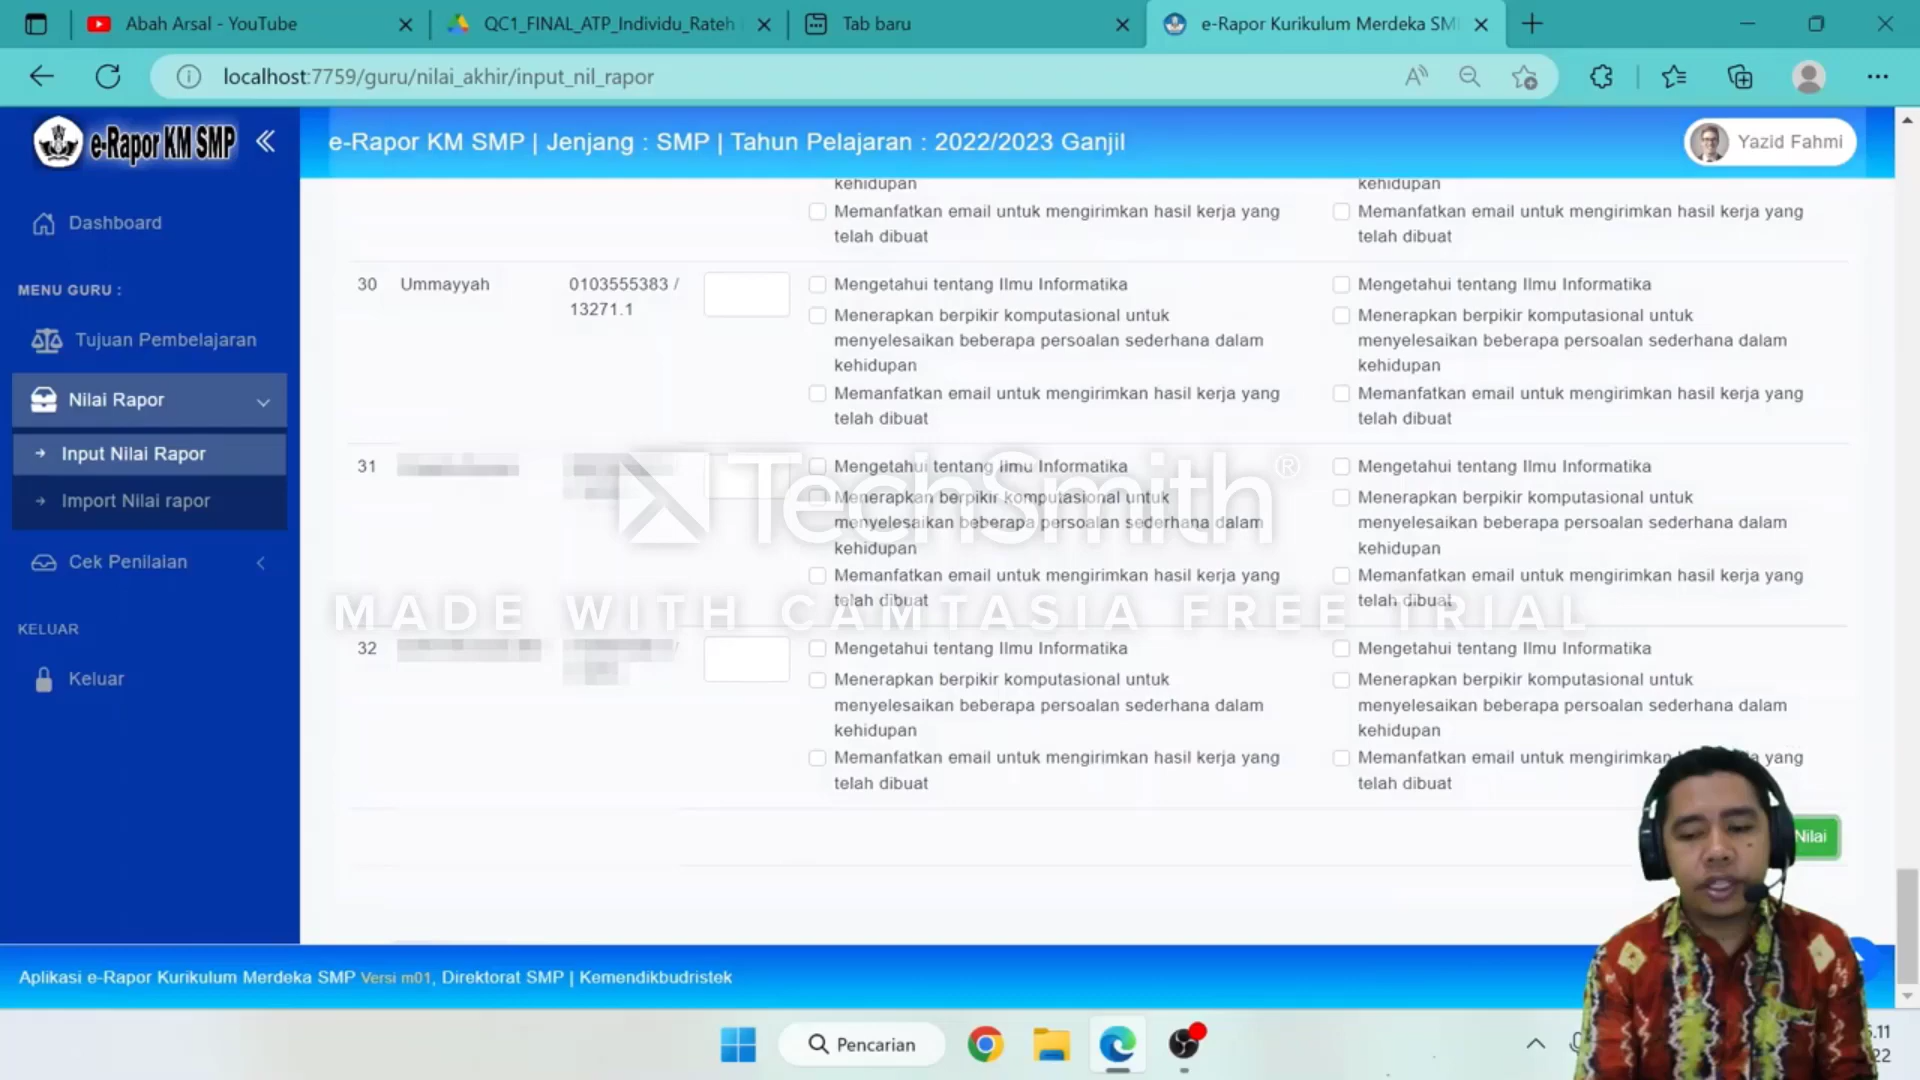 Abah Arsal - YouTube
QC1_FINAL_ATP_Individu_Rateh
Tab baru
e-Rapor Kurikulum Merdeka SM
localhost:7759/guru/nilai_akhir/input_nil_rapor
e-Rapor KM SMP
e-Rapor KM SMP | Jenjang : SMP | Tahun Pelajaran : 2022/2023 Ganjil
Yazid Fahmi
Dashboard
MENU GURU :
Tujuan Pembelajaran
Nilai Rapor
Input Nilai Rapor
Import Nilai rapor
Cek Penilaian
KELUAR
Keluar
kehidupan
Memanfatkan email untuk mengirimkan hasil kerja yang
telah dibuat
kehidupan
Memanfatkan email untuk mengirimkan hasil kerja yang
telah dibuat
30 Ummayyah 0103555383 /
13271.1
Mengetahui tentang Ilmu Informatika
Menerapkan berpikir komputasional untuk
menyelesaikan beberapa persoalan sederhana dalam
kehidupan
Memanfatkan email untuk mengirimkan hasil kerja yang
telah dibuat
Mengetahui tentang Ilmu Informatika
Menerapkan berpikir komputasional untuk
menyelesaikan beberapa persoalan sederhana dalam
kehidupan
Memanfatkan email untuk mengirimkan hasil kerja yang
telah dibuat
31
Mengetahui tentang Ilmu Informatika
Menerapkan berpikir komputasional untuk
menyelesaikan beberapa persoalan sederhana dalam
kehidupan
Memanfatkan email untuk mengirimkan hasil kerja yang
telah dibuat
Mengetahui tentang Ilmu Informatika
Menerapkan berpikir komputasional untuk
menyelesaikan beberapa persoalan sederhana dalam
kehidupan
Memanfatkan email untuk mengirimkan hasil kerja yang
telah dibuat
TechSmith®
MADE WITH CAMTASIA FREE TRIAL
32
Mengetahui tentang Ilmu Informatika
Menerapkan berpikir komputasional untuk
menyelesaikan beberapa persoalan sederhana dalam
kehidupan
Memanfatkan email untuk mengirimkan hasil kerja yang
telah dibuat
Mengetahui tentang Ilmu Informatika
Menerapkan berpikir komputasional untuk
menyelesaikan beberapa persoalan sederhana dalam
kehidupan
Memanfatkan email untuk mengirimkan yang
telah dibuat
Nilai
Aplikasi e-Rapor Kurikulum Merdeka SMP Versi m01, Direktorat SMP | Kemendikbudristek
Pencarian
.11
22